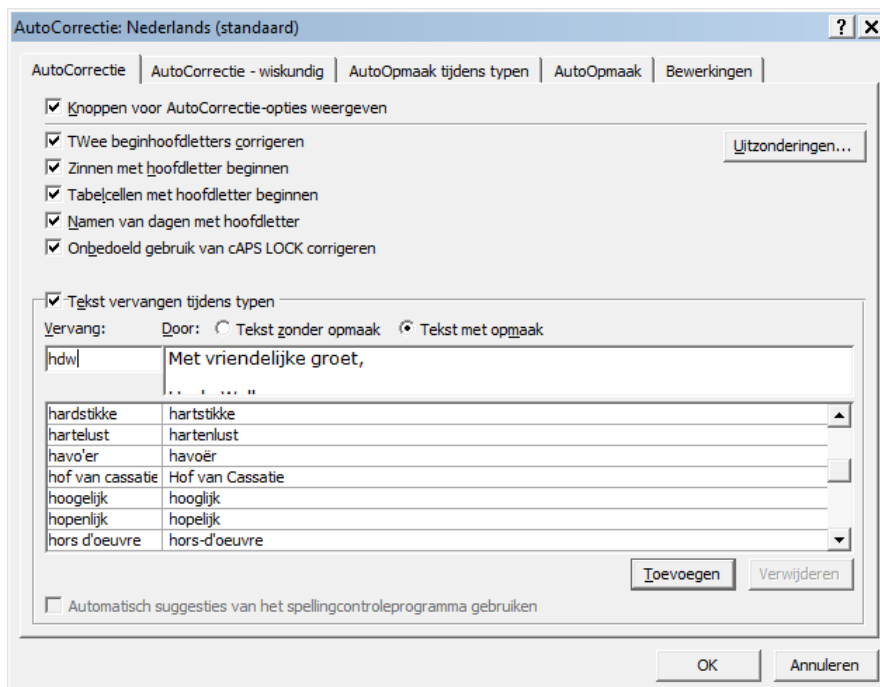 AutoCorrectie: Nederlands (standaard)
AutoCorrectie AutoCorrectie - wiskundig AutoOpmaak tijdens typen AutoOpmaak Bewerkingen
Knoppen voor AutoCorrectie-opties weergeven
TWee beginhoofdletters corrigeren
Uitzonderingen...
Zinnen met hoofdletter beginnen
Tabelcellen met hoofdletter beginnen
Namen van dagen met hoofdletter
Onbedoeld gebruik van cAPS LOCK corrigeren
Tekst vervangen tijdens typen
Vervang: Door: Tekst zonder opmaak Tekst met opmaak
hdw Met vriendelijke groet,
hardstikke hartstikke
hartelust hartenlust
havo'er havoër
hof van cassatie Hof van Cassatie
hoogelijk hooglijk
hopenlijk hopelijk
hors d'oeuvre hors-d'oeuvre
Toevoegen Verwijderen
Automatisch suggesties van het spellingcontroleprogramma gebruiken
OK Annuleren